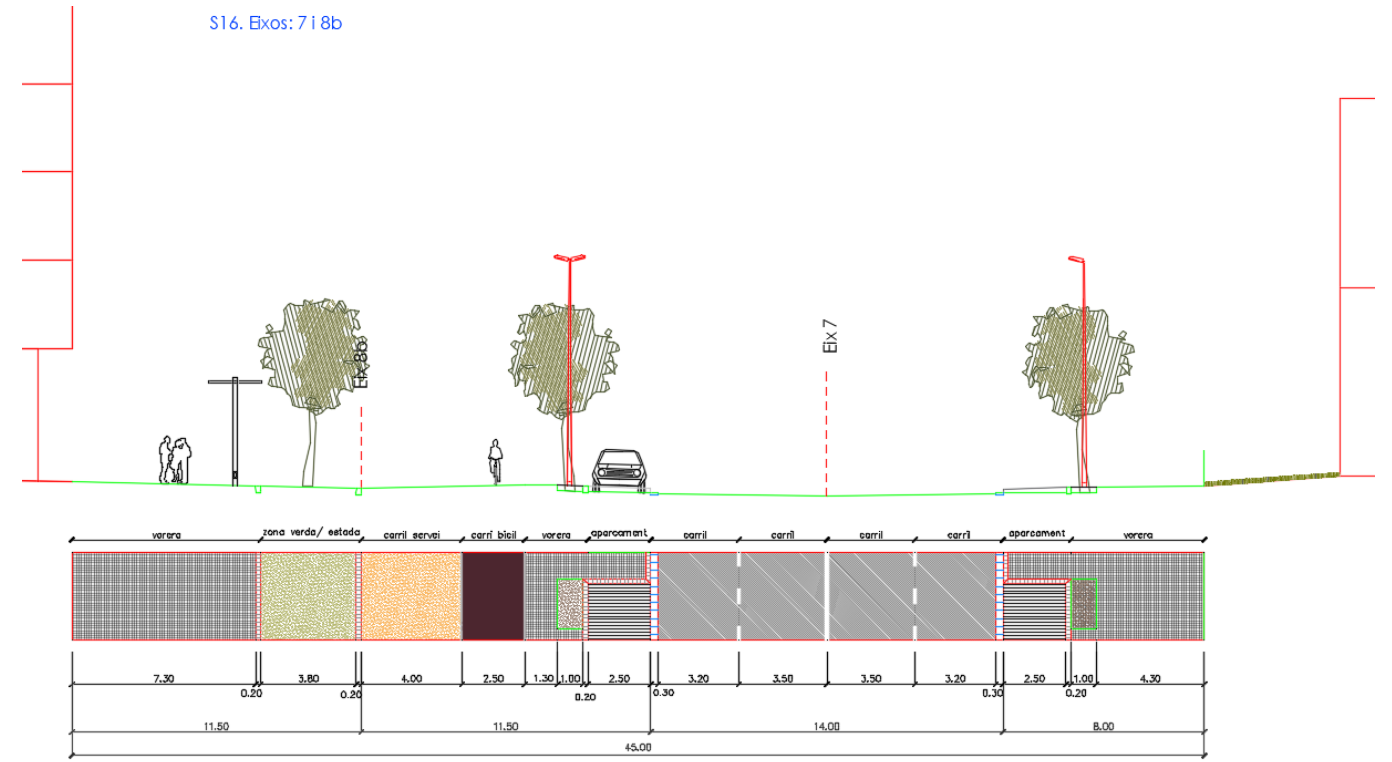 S16. Eixos: 7 i 8b
Eix 8b
Eix 7
vorera zona verda/ estada carril servei carri bicil vorera aparcament carril carril carril carril aparcament vorera
7.30 3.80 4.00 2.50 1.30 1.00 2.50 3.20 3.50 3.50 3.20 2.50 1.00 4.30
0.20 0.20 0.20 0.30 0.30 0.20
11.50 11.50 14.00 8.00
45.00